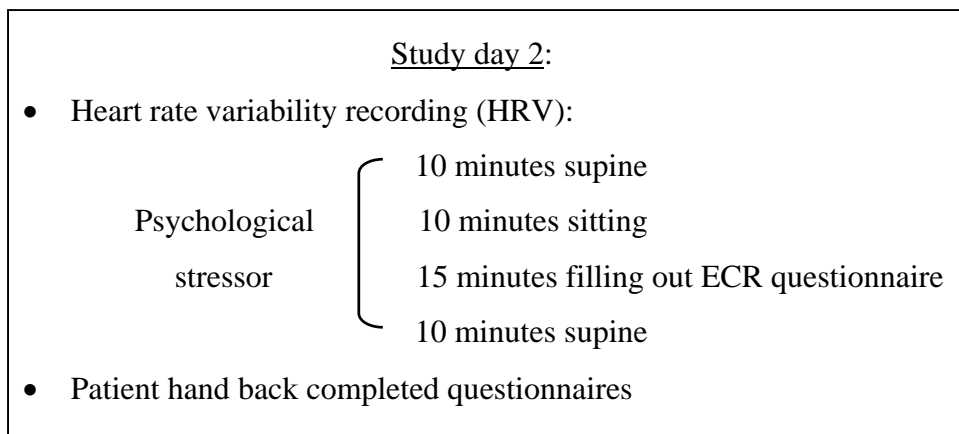 Study day 2:
• Heart rate variability recording (HRV):
10 minutes supine
Psychological 10 minutes sitting
stressor 15 minutes filling out ECR questionnaire
10 minutes supine
• Patient hand back completed questionnaires